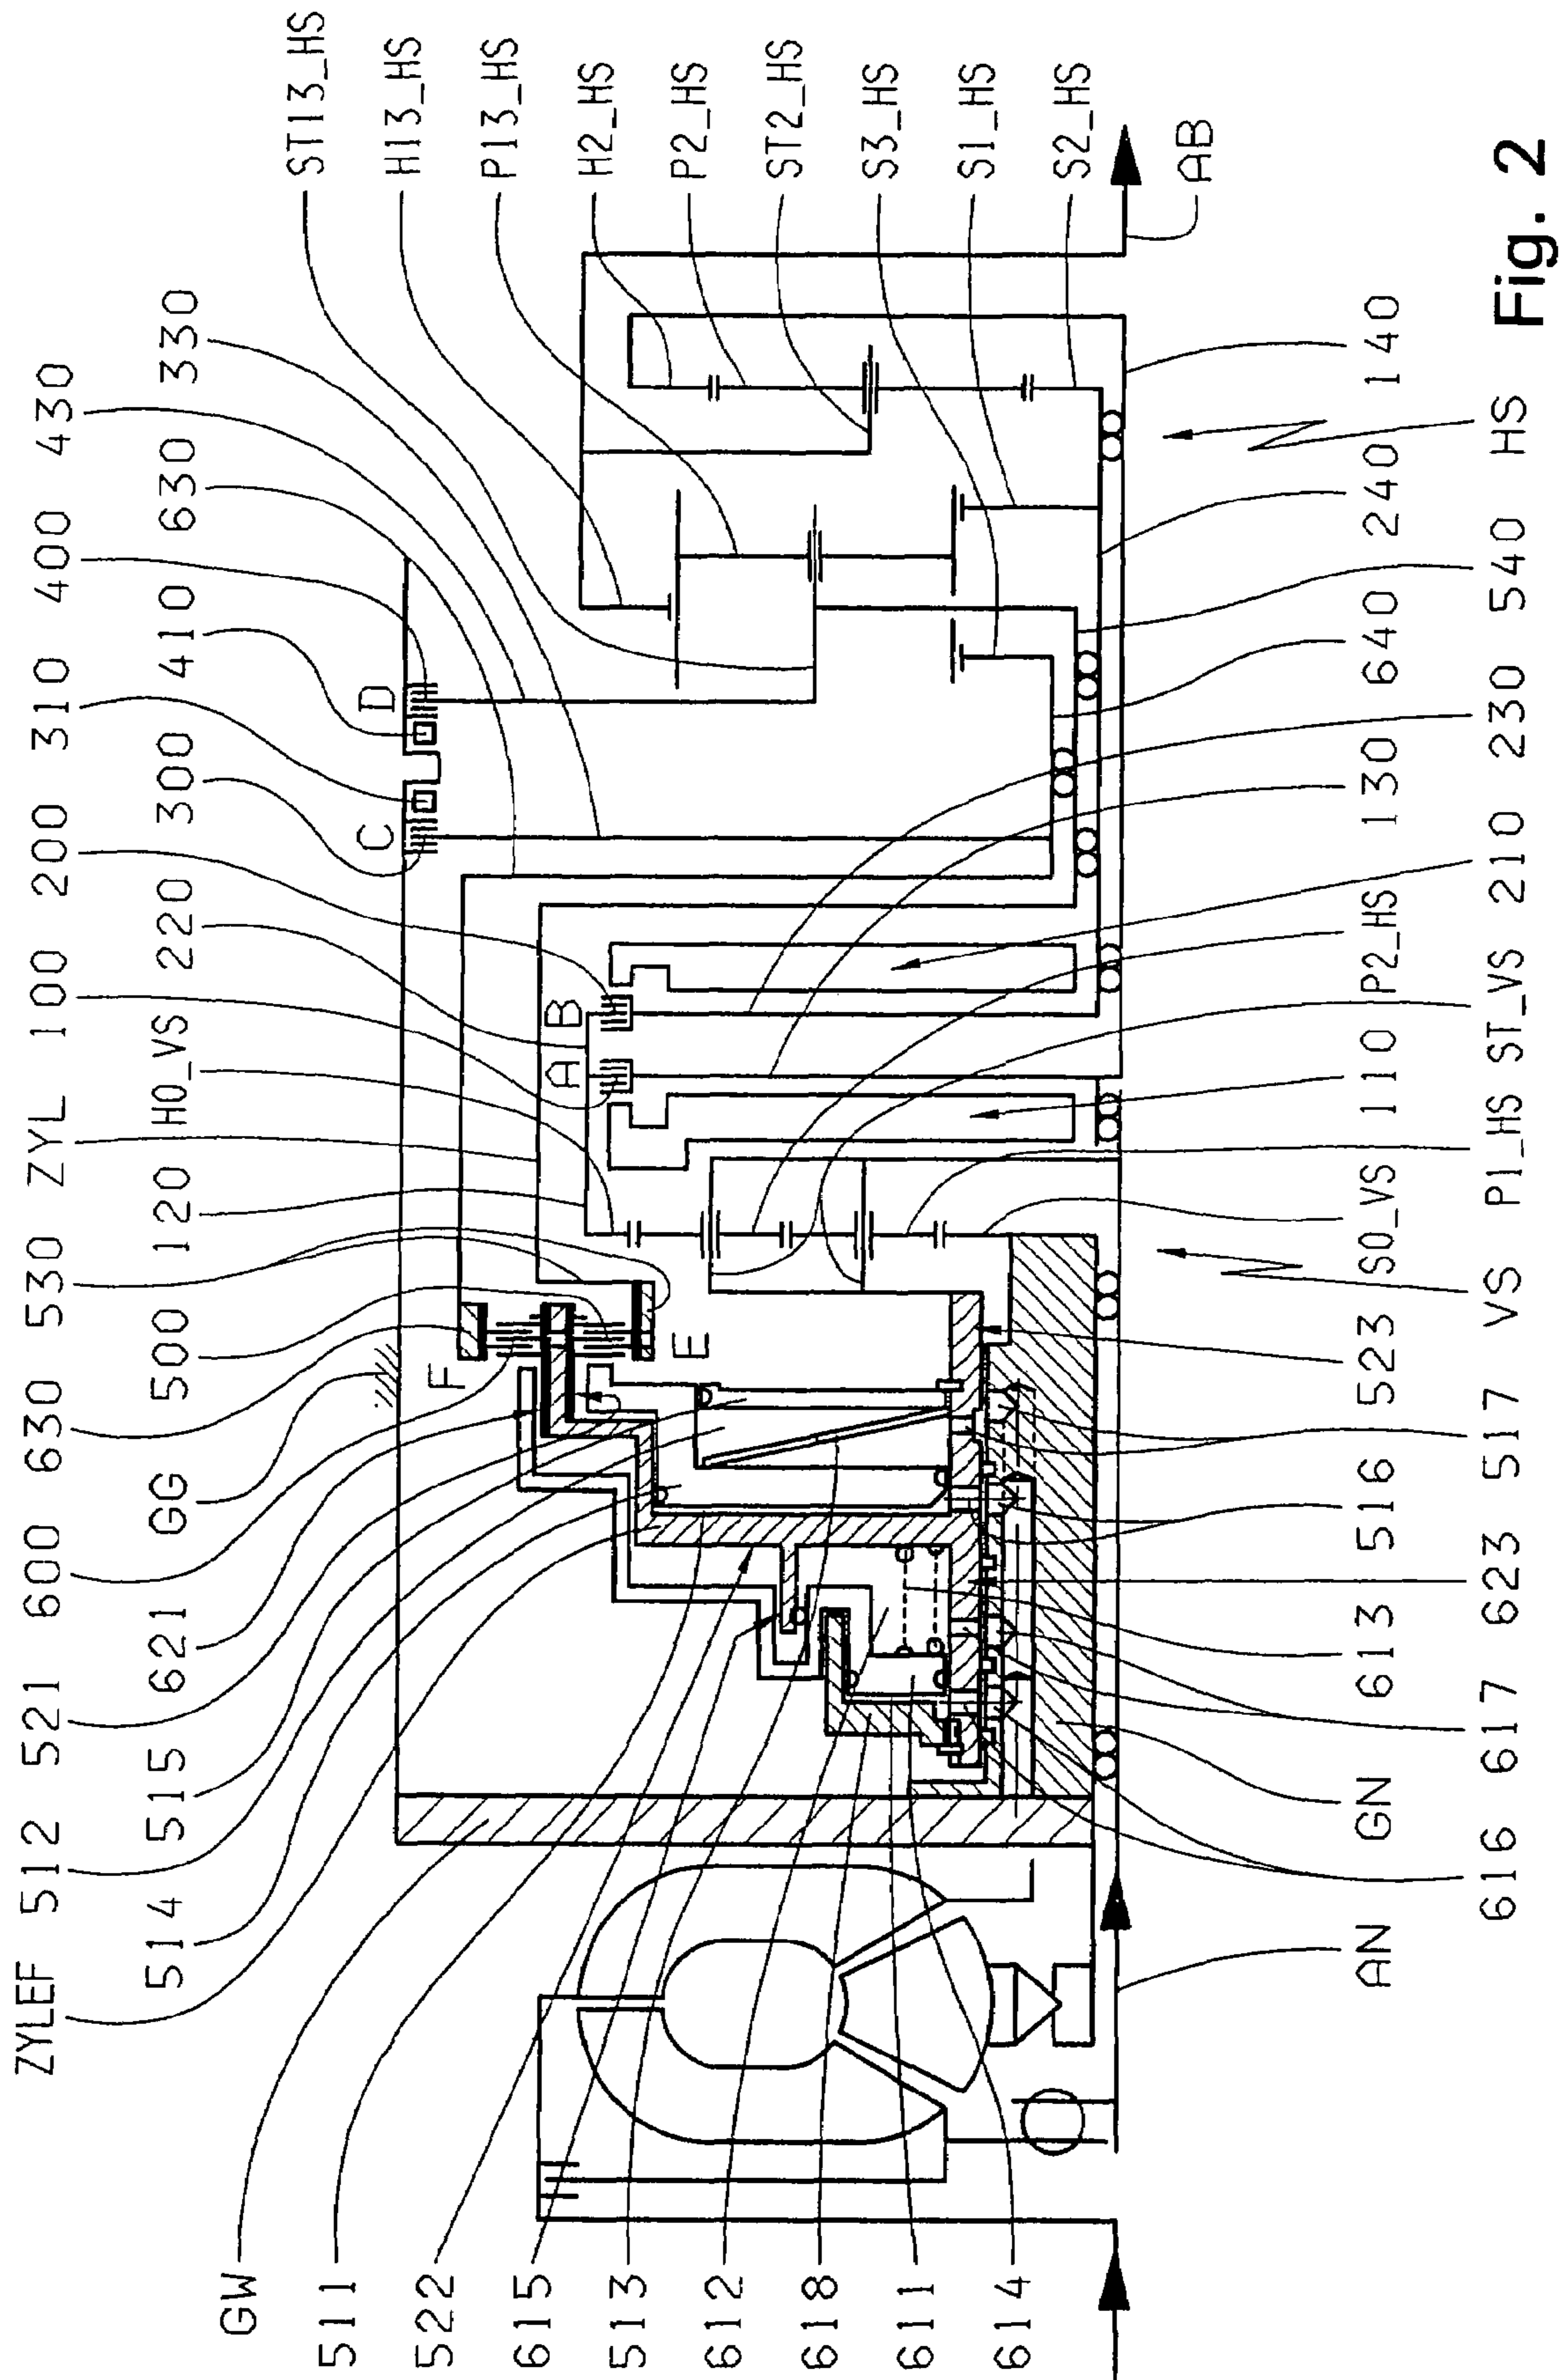 ZYLEF 512 521 600 630 530 ZYL 100 200 310 400 430
514 515 621 GG 500 120 H0_VS 220 300 410 630 330
GW
511
522
615
513
612
618
611
614
ST13_HS
H13_HS
P13_HS
H2_HS
P2_HS
ST2_HS
S3_HS
S1_HS
S2_HS
C D
F
A B
E
AB
AN GN 613 516 523 S0_VS 110 P2_HS 130 640 240 140
616 617 623 517 VS P1_HS ST_VS 210 230 540 HS
Fig. 2